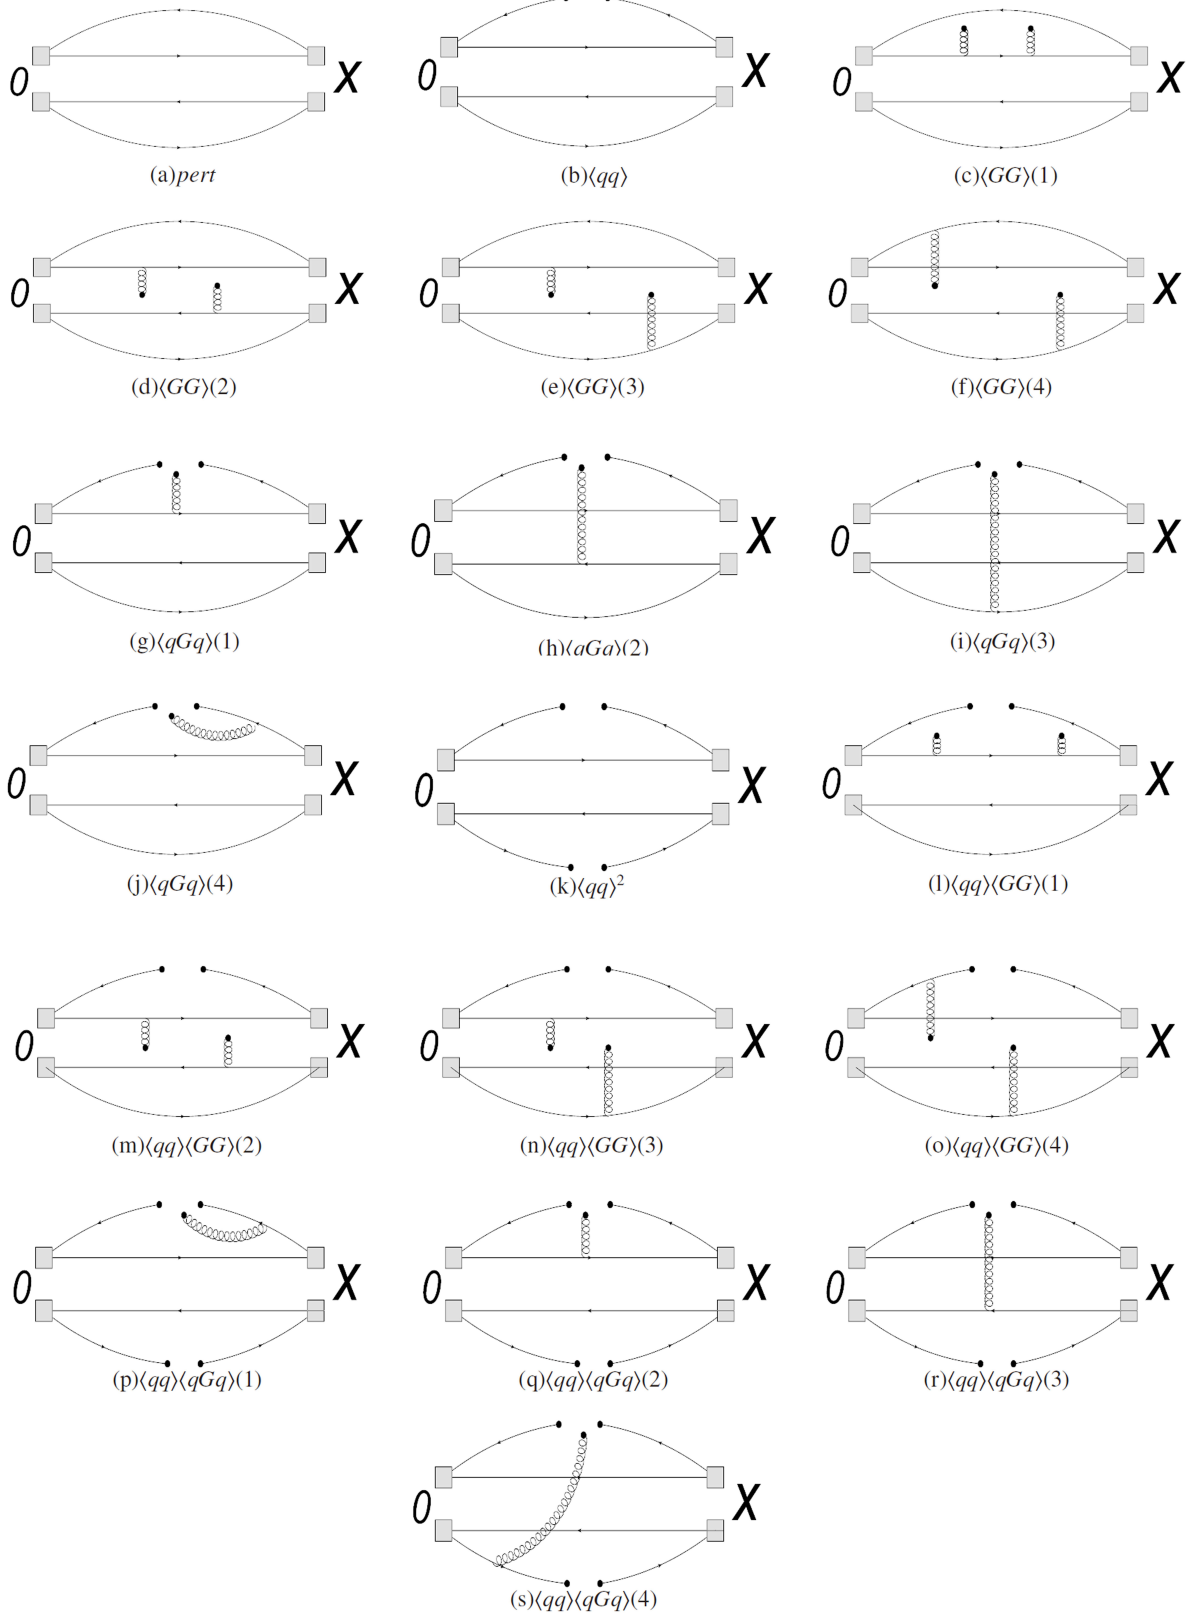 0 X 0 X 0 X
(a)pert (b)⟨qq⟩ (c)⟨GG⟩(1)
0 X 0 X 0 X
(d)⟨GG⟩(2) (e)⟨GG⟩(3) (f)⟨GG⟩(4)
0 X 0 X 0 X
(g)⟨qGq⟩(1) (h)⟨qGq⟩(2) (i)⟨qGq⟩(3)
0 X 0 X 0 X
(j)⟨qGq⟩(4) (k)⟨qq⟩² (l)⟨qq⟩⟨GG⟩(1)
0 X 0 X 0 X
(m)⟨qq⟩⟨GG⟩(2) (n)⟨qq⟩⟨GG⟩(3) (o)⟨qq⟩⟨GG⟩(4)
0 X 0 X 0 X
(p)⟨qq⟩⟨qGq⟩(1) (q)⟨qq⟩⟨qGq⟩(2) (r)⟨qq⟩⟨qGq⟩(3)
0 X
(s)⟨qq⟩⟨qGq⟩(4)